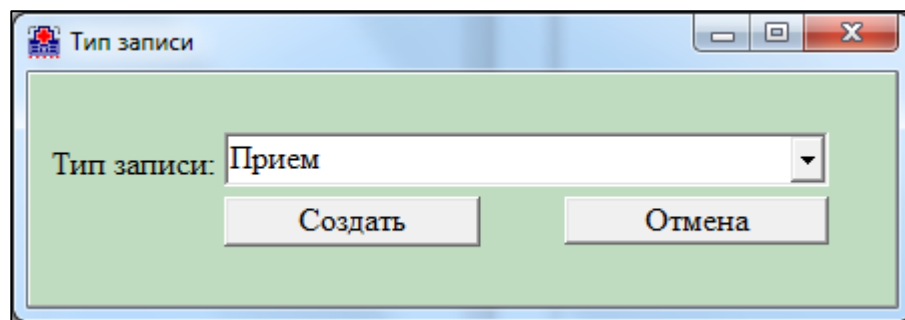 Тип записи
Тип записи: Прием
Создать Отмена